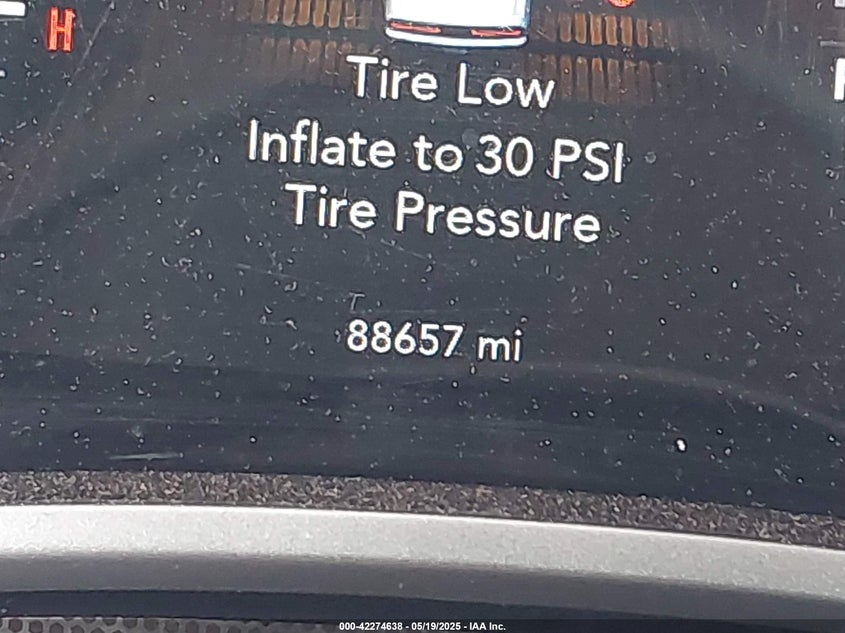 H
Tire Low
Inflate to 30 PSI
Tire Pressure
88657 mi
000-42274638 - 05/19/2025 - IAA Inc.